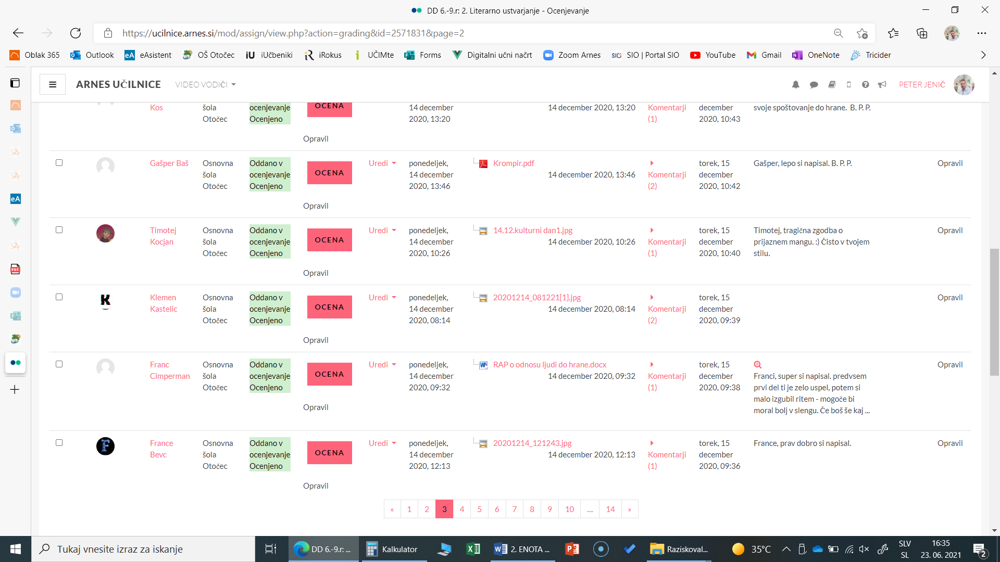 DD 6.-9.r: 2. Literarno ustvarjanje - Ocenjevanje
https://ucilnice.arnes.si/mod/assign/view.php?action=grading&id=2571831&page=2
Oblak 365 Outlook eAsistent OŠ Otočec iUčbeniki iRokus UČIMte Forms Digitalni učni načrt Zoom Arnes SIO | Portal SIO YouTube Gmail OneNote Tricider
ARNES UČILNICE VIDEO VODIČI PETER JENIČ
Kos šola ocenjevanje OCENA 14 december 14 december 2020, 13:20 Komentarji december svoje spoštovanje do hrane. B. P. P.
Otočec Ocenjeno 2020, 13:20 (1) 2020, 10:43
Opravil
Gašper Baš Osnovna Oddano v Uredi ponedeljek, Krompir.pdf torek, 15 Gašper, lepo si napisal. B. P. P. Opravil
šola ocenjevanje OCENA 14 december 14 december 2020, 13:46 Komentarji december
Otočec Ocenjeno 2020, 13:46 (2) 2020, 10:42
Opravil
Timotej Osnovna Oddano v Uredi ponedeljek, 14.12.kulturni dan1.jpg torek, 15 Timotej, tragična zgodba o Opravil
Kocjan šola ocenjevanje OCENA 14 december 14 december 2020, 10:26 Komentarji december prijaznem mangu. :) Čisto v tvojem
Otočec Ocenjeno 2020, 10:26 (1) 2020, 10:40 stilu.
Opravil
Klemen Osnovna Oddano v Uredi ponedeljek, 20201214_081221[1].jpg torek, 15 Opravil
Kastelic šola ocenjevanje OCENA 14 december 14 december 2020, 08:14 Komentarji december
Otočec Ocenjeno 2020, 08:14 (2) 2020, 09:39
Opravil
Franc Osnovna Oddano v Uredi ponedeljek, RAP o odnosu ljudi do hrane.docx torek, 15 Opravil
Cimperman šola ocenjevanje OCENA 14 december 14 december 2020, 09:32 Komentarji december Franci, super si napisal. predvsem
Otočec Ocenjeno 2020, 09:32 (1) 2020, 09:38 prvi del ti je zelo uspel, potem si
malo izgubil ritem - mogoče bi
Opravil moral bolj v slengu. Če boš še kaj ...
France Osnovna Oddano v Uredi ponedeljek, 20201214_121243.jpg torek, 15 France, prav dobro si napisal. Opravil
Bevc šola ocenjevanje OCENA 14 december 14 december 2020, 12:13 Komentarji december
Otočec Ocenjeno 2020, 12:13 (1) 2020, 09:36
Opravil
« 1 2 3 4 5 6 7 8 9 10 ... 14 »
Tukaj vnesite izraz za iskanje DD 6.-9.r: ... Kalkulator 2. ENOTA ... Raziskoval... 35°C SLV 16:35
SL 23. 06. 2021 2